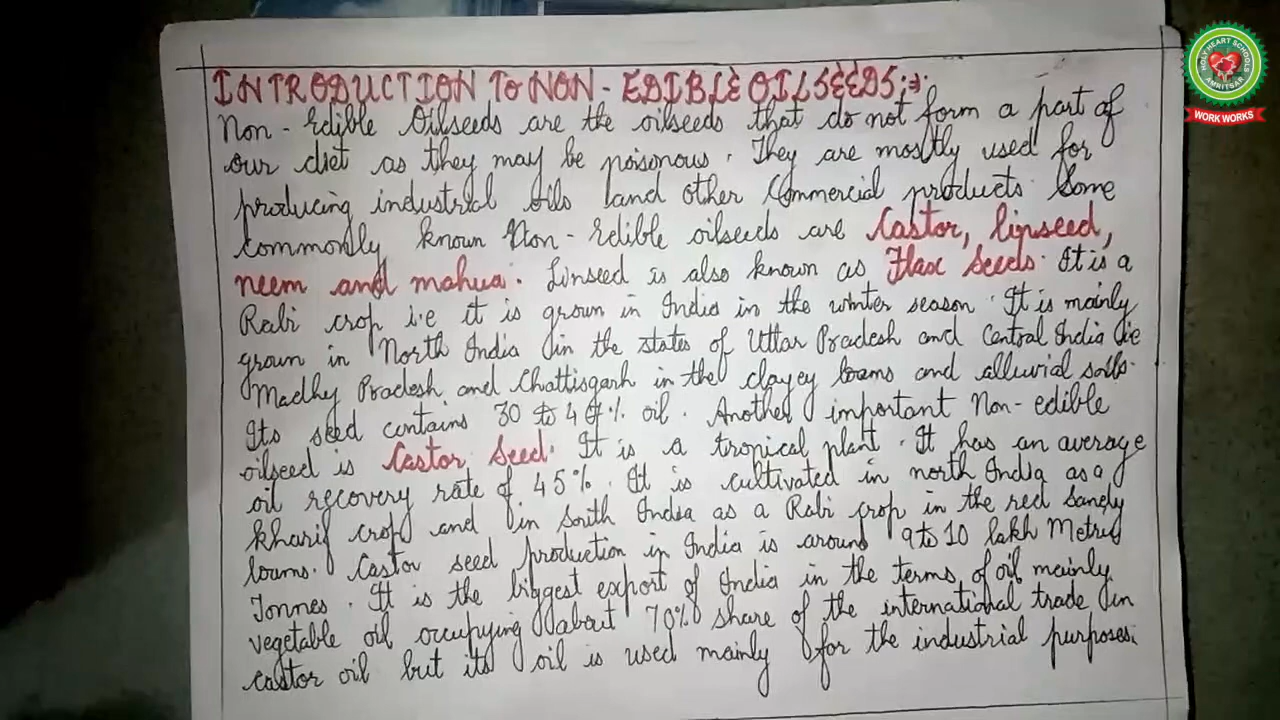 INTRODUCTION To NON - EDIBLE OILSEEDS:→:
Non - Edible Oilseeds are the oilseeds that do not form a part of
our diet as they may be poisonous. They are mostly used for
producing industrial oils and other Commercial products. Some
commonly known Non - Edible oilseeds are Castor, linseed,
neem and mahua. Linseed is also known as Flax Seeds. It is a
Rabi crop i.e it is grown in India in the winter season. It is mainly
grown in North India in the states of Uttar Pradesh and Central India ie
Madhy Pradesh and Chattisgarh in the clayey loams and alluvial soils.
Its seed contains 30 to 40% oil. Another important Non - edible
oilseed is Castor Seed. It is a tropical plant. It has an average
oil recovery rate of 45%. It is cultivated in north India as a
kharif crop and in South India as a Rabi crop in the red sandy
loams. Castor seed production in India is around 9 to 10 lakh Metric
Tonnes. It is the biggest export of India in the terms of oil mainly
vegetable oil occupying about 70% share of the international trade in
castor oil but its oil is used mainly for the industrial purposes.
HOLY HEART SCHOOLS
AMRITSAR
WORK WORKS